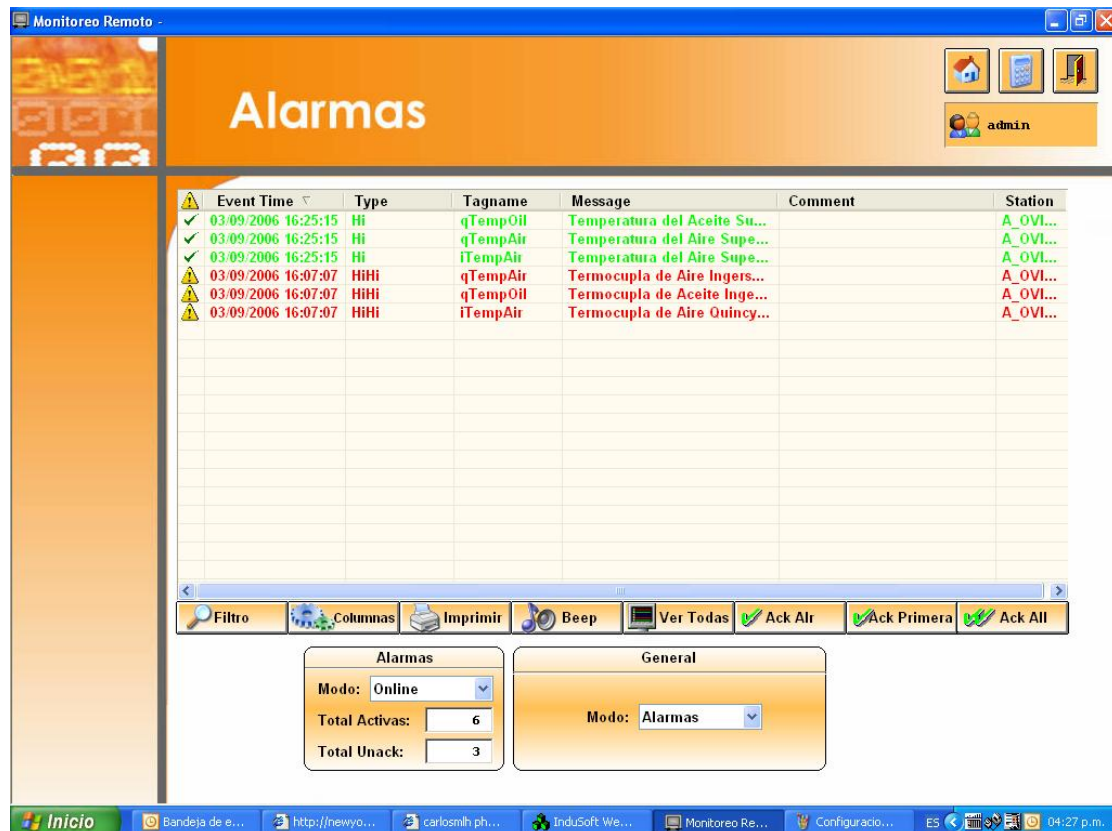 Monitoreo Remoto -
Alarmas
admin
Event Time Type Tagname Message Comment Station
03/09/2006 16:25:15 Hi qTempOil Temperatura del Aceite Su... A_OVI...
03/09/2006 16:25:15 Hi qTempAir Temperatura del Aire Supe... A_OVI...
03/09/2006 16:25:15 Hi iTempAir Temperatura del Aire Supe... A_OVI...
03/09/2006 16:07:07 HiHi qTempAir Termocupla de Aire Ingers... A_OVI...
03/09/2006 16:07:07 HiHi qTempOil Termocupla de Aceite Inge... A_OVI...
03/09/2006 16:07:07 HiHi iTempAir Termocupla de Aire Quincy... A_OVI...
Filtro Columnas Imprimir Beep Ver Todas Ack Alr Ack Primera Ack All
Alarmas General
Modo: Online
Total Activas: 6
Total Unack: 3
Modo: Alarmas
Inicio Bandeja de e... http://newyo... carlosmlh ph... InduSoft We... Monitoreo Re... Configuracio... ES 04:27 p.m.